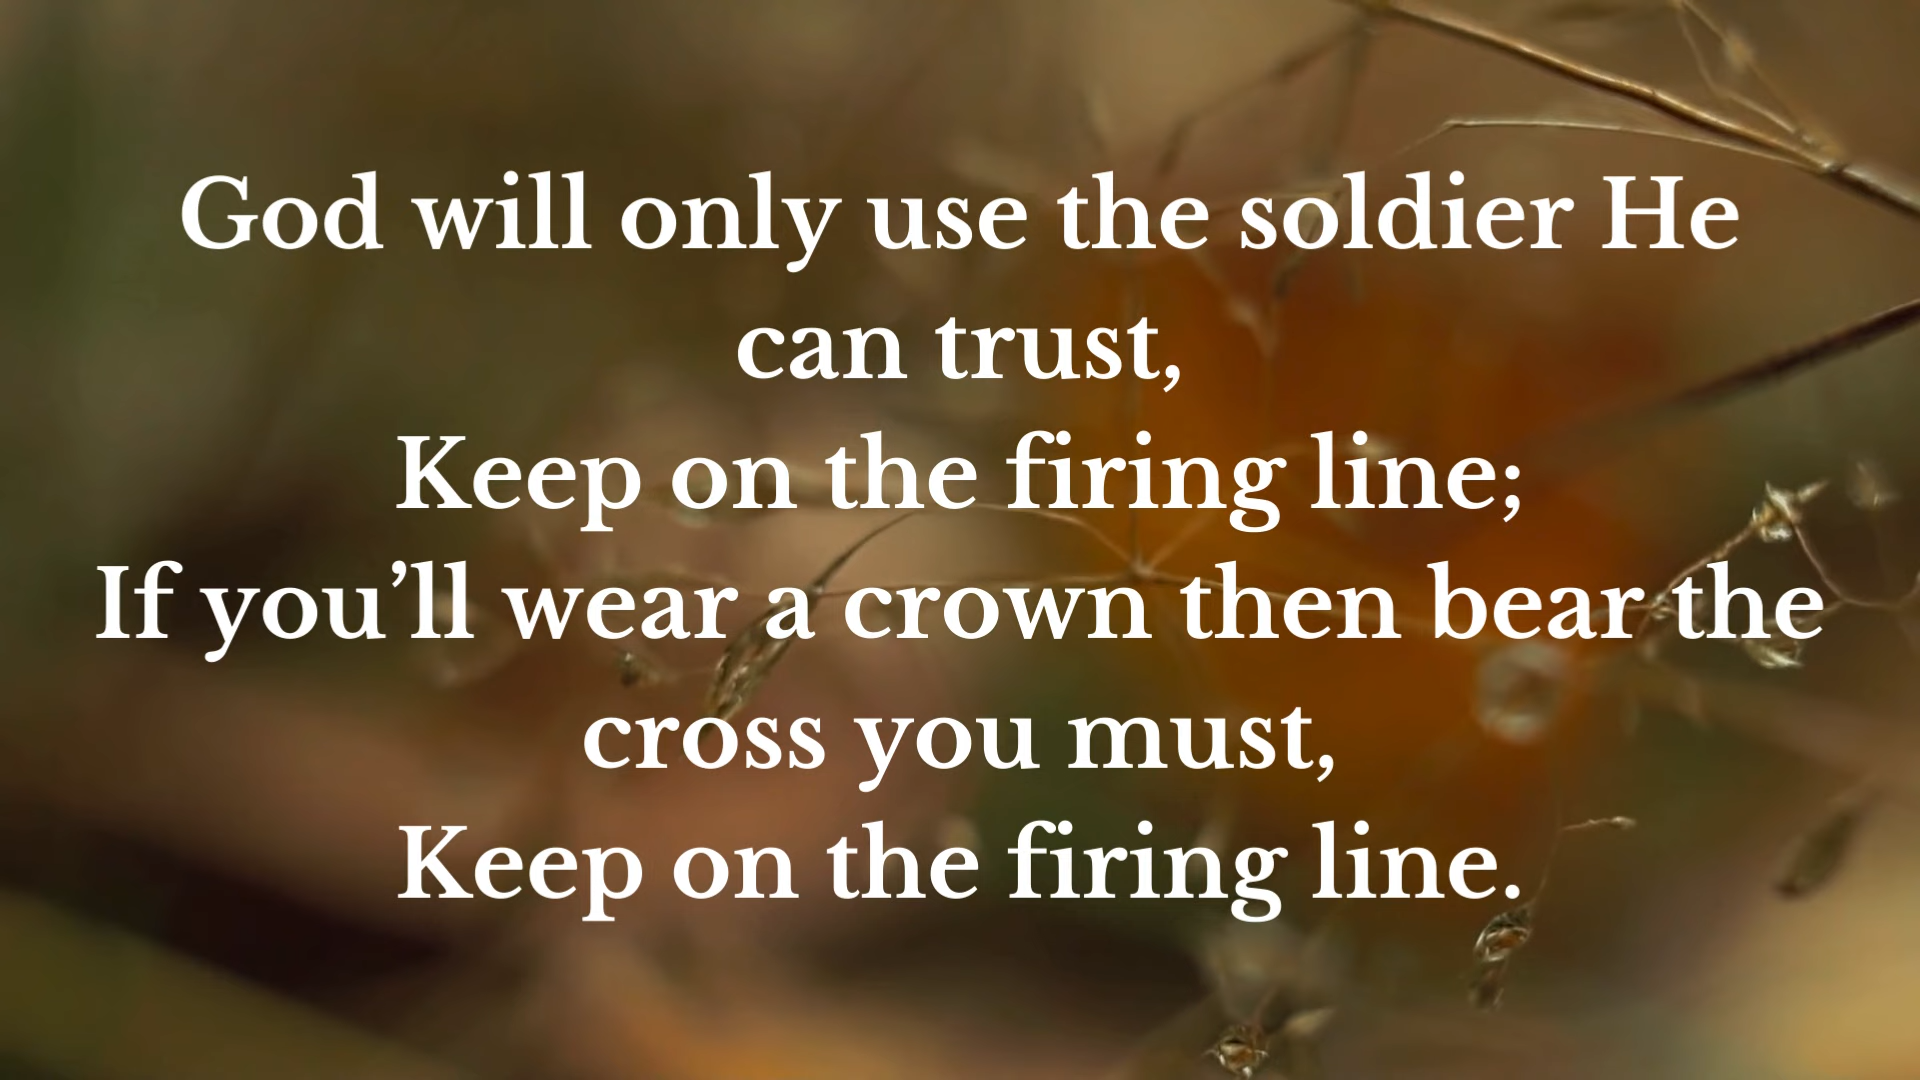 God will only use the soldier He
can trust,
Keep on the firing line;
If you’ll wear a crown then bear the
cross you must,
Keep on the firing line.